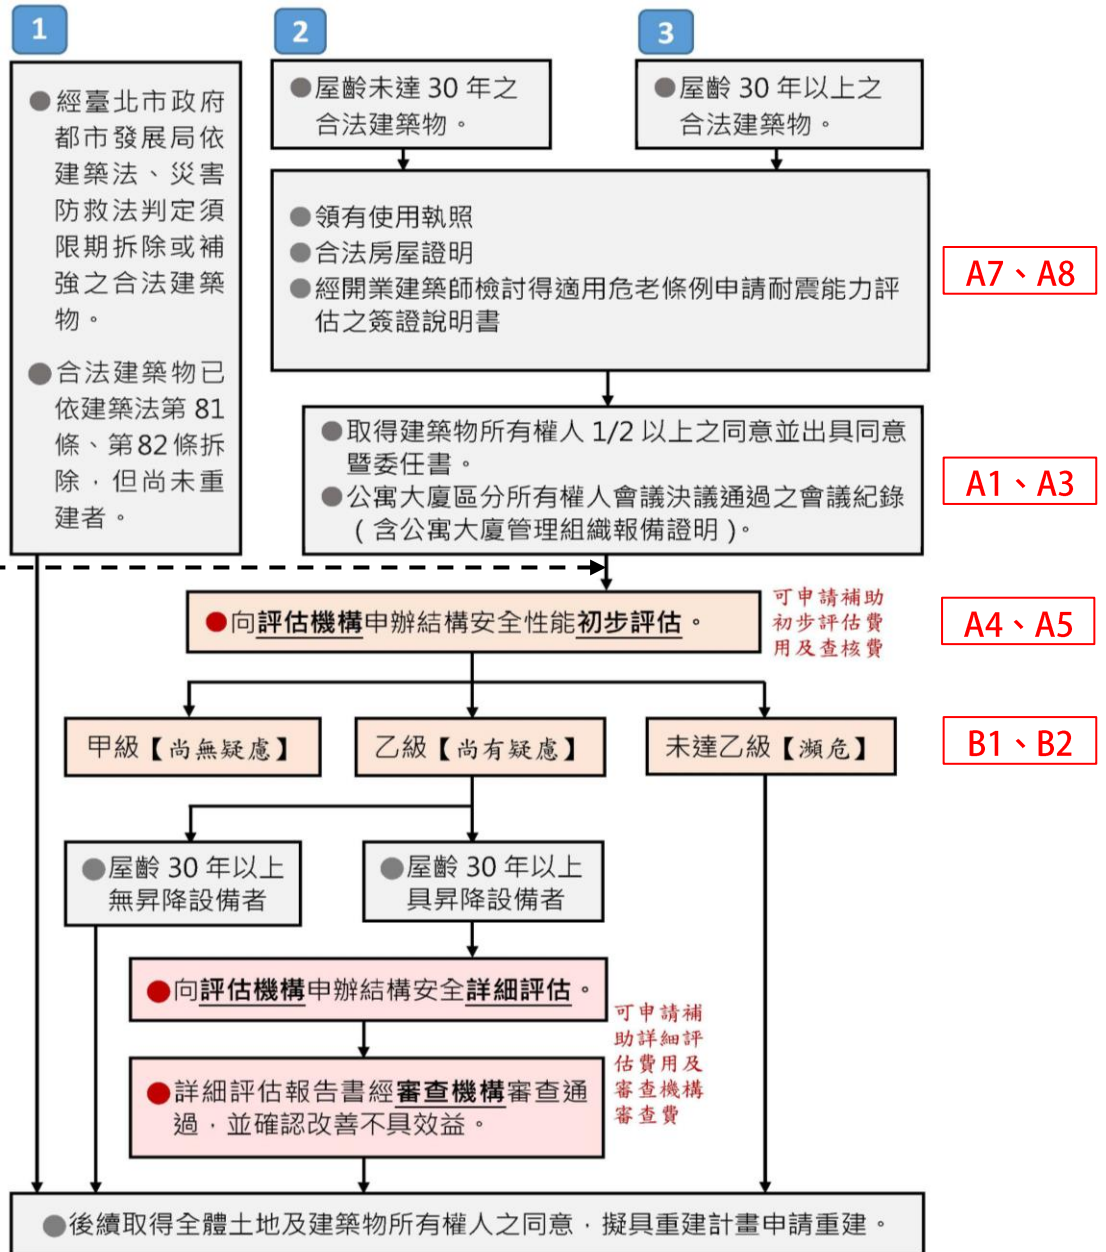 1
● 經臺北市政府
都市發展局依
建築法、災害
防救法判定須
限期拆除或補
強之合法建築
物。
● 合法建築物已
依建築法第 81
條、第 82 條拆
除，但尚未重
建者。
2
● 屋齡未達 30 年之
合法建築物。
3
● 屋齡 30 年以上之
合法建築物。
● 領有使用執照
● 合法房屋證明
● 經開業建築師檢討得適用危老條例申請耐震能力評
估之簽證說明書
A7、A8
● 取得建築物所有權人 1/2 以上之同意並出具同意
暨委任書。
● 公寓大廈區分所有權人會議決議通過之會議紀錄
( 含公寓大廈管理組織報備證明 )。
A1、A3
● 向評估機構申辦結構安全性能初步評估。
可申請補助
初步評估費
用及查核費
A4、A5
甲級【尚無疑慮】
乙級【尚有疑慮】
未達乙級【瀕危】
B1、B2
● 屋齡 30 年以上
無昇降設備者
● 屋齡 30 年以上
具昇降設備者
● 向評估機構申辦結構安全詳細評估。
● 詳細評估報告書經審查機構審查通
過，並確認改善不具效益。
可申請補
助詳細評
估費用及
審查機構
審查費
● 後續取得全體土地及建築物所有權人之同意，擬具重建計畫申請重建。